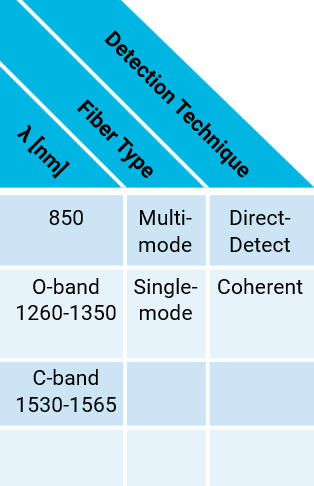 λ [nm]
Fiber Type
Detection Technique
850
Multi-
mode
Direct-
Detect
O-band
1260-1350
Single-
mode
Coherent
C-band
1530-1565